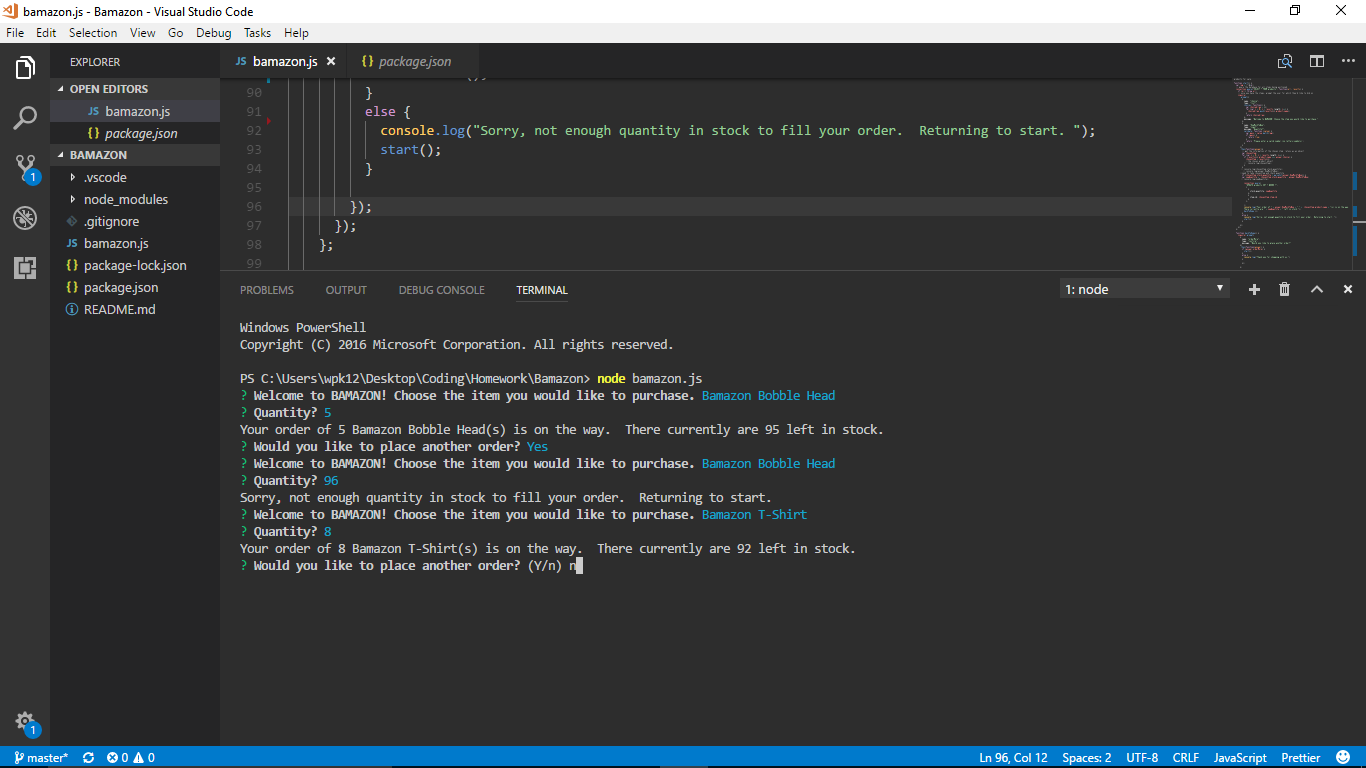 bamazon.js - Bamazon - Visual Studio Code
File Edit Selection View Go Debug Tasks Help
EXPLORER
OPEN EDITORS
JS bamazon.js
{} package.json
BAMAZON
.vscode
node_modules
.gitignore
JS bamazon.js
{} package-lock.json
{} package.json
README.md
1
1
JS bamazon.js
{} package.json
90 }
91 else {
92 console.log("Sorry, not enough quantity in stock to fill your order.  Returning to start. ");
93 start();
94 }
95
96 });
97 });
98 };
99
PROBLEMS OUTPUT DEBUG CONSOLE TERMINAL
1: node
Windows PowerShell
Copyright (C) 2016 Microsoft Corporation. All rights reserved.
PS C:\Users\wpk12\Desktop\Coding\Homework\Bamazon> node bamazon.js
? Welcome to BAMAZON! Choose the item you would like to purchase. Bamazon Bobble Head
? Quantity? 5
Your order of 5 Bamazon Bobble Head(s) is on the way.  There currently are 95 left in stock.
? Would you like to place another order? Yes
? Welcome to BAMAZON! Choose the item you would like to purchase. Bamazon Bobble Head
? Quantity? 96
Sorry, not enough quantity in stock to fill your order.  Returning to start.
? Welcome to BAMAZON! Choose the item you would like to purchase. Bamazon T-Shirt
? Quantity? 8
Your order of 8 Bamazon T-Shirt(s) is on the way.  There currently are 92 left in stock.
? Would you like to place another order? (Y/n) n
master* 0 0 Ln 96, Col 12 Spaces: 2 UTF-8 CRLF JavaScript Prettier